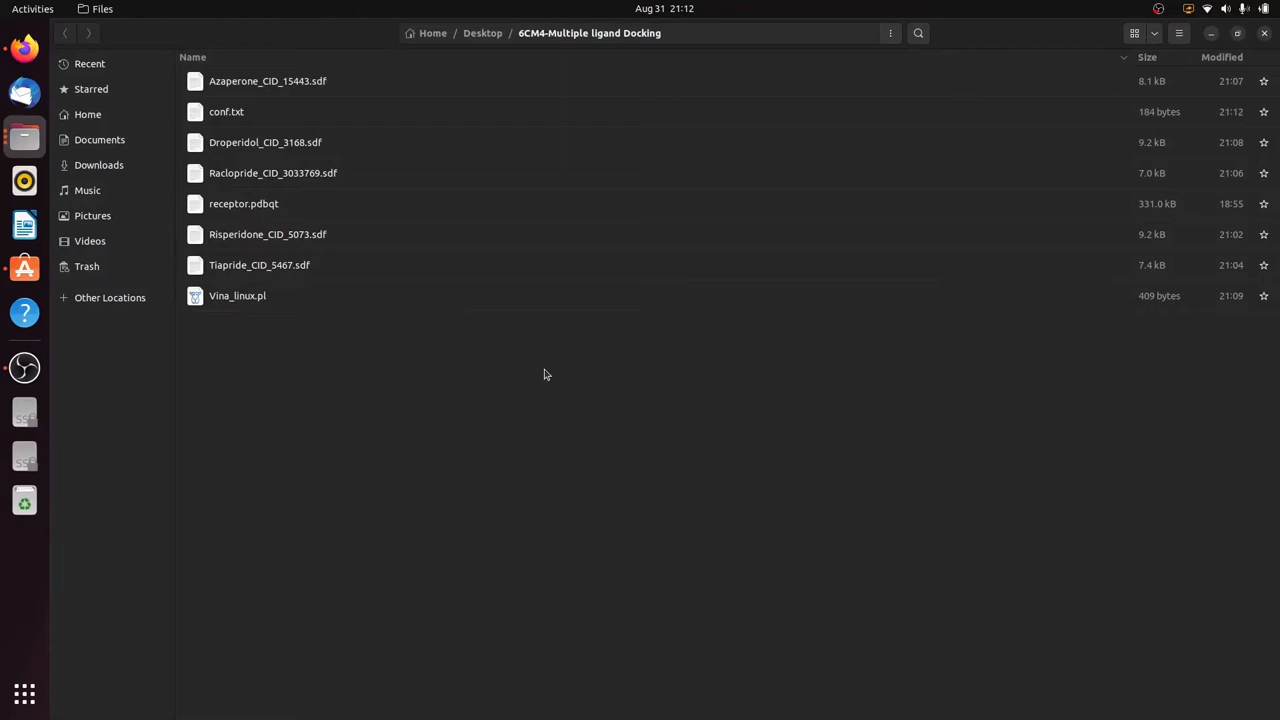 Activities Files Aug 31 21:12
Home / Desktop / 6CM4-Multiple ligand Docking
Name Size Modified
Recent
Starred
Home
Documents
Downloads
Music
Pictures
Videos
Trash
+ Other Locations
Azaperone_CID_15443.sdf 8.1 kB 21:07
conf.txt 184 bytes 21:12
Droperidol_CID_3168.sdf 9.2 kB 21:08
Raclopride_CID_3033769.sdf 7.0 kB 21:06
receptor.pdbqt 331.0 kB 18:55
Risperidone_CID_5073.sdf 9.2 kB 21:02
Tiapride_CID_5467.sdf 7.4 kB 21:04
Vina_linux.pl 409 bytes 21:09